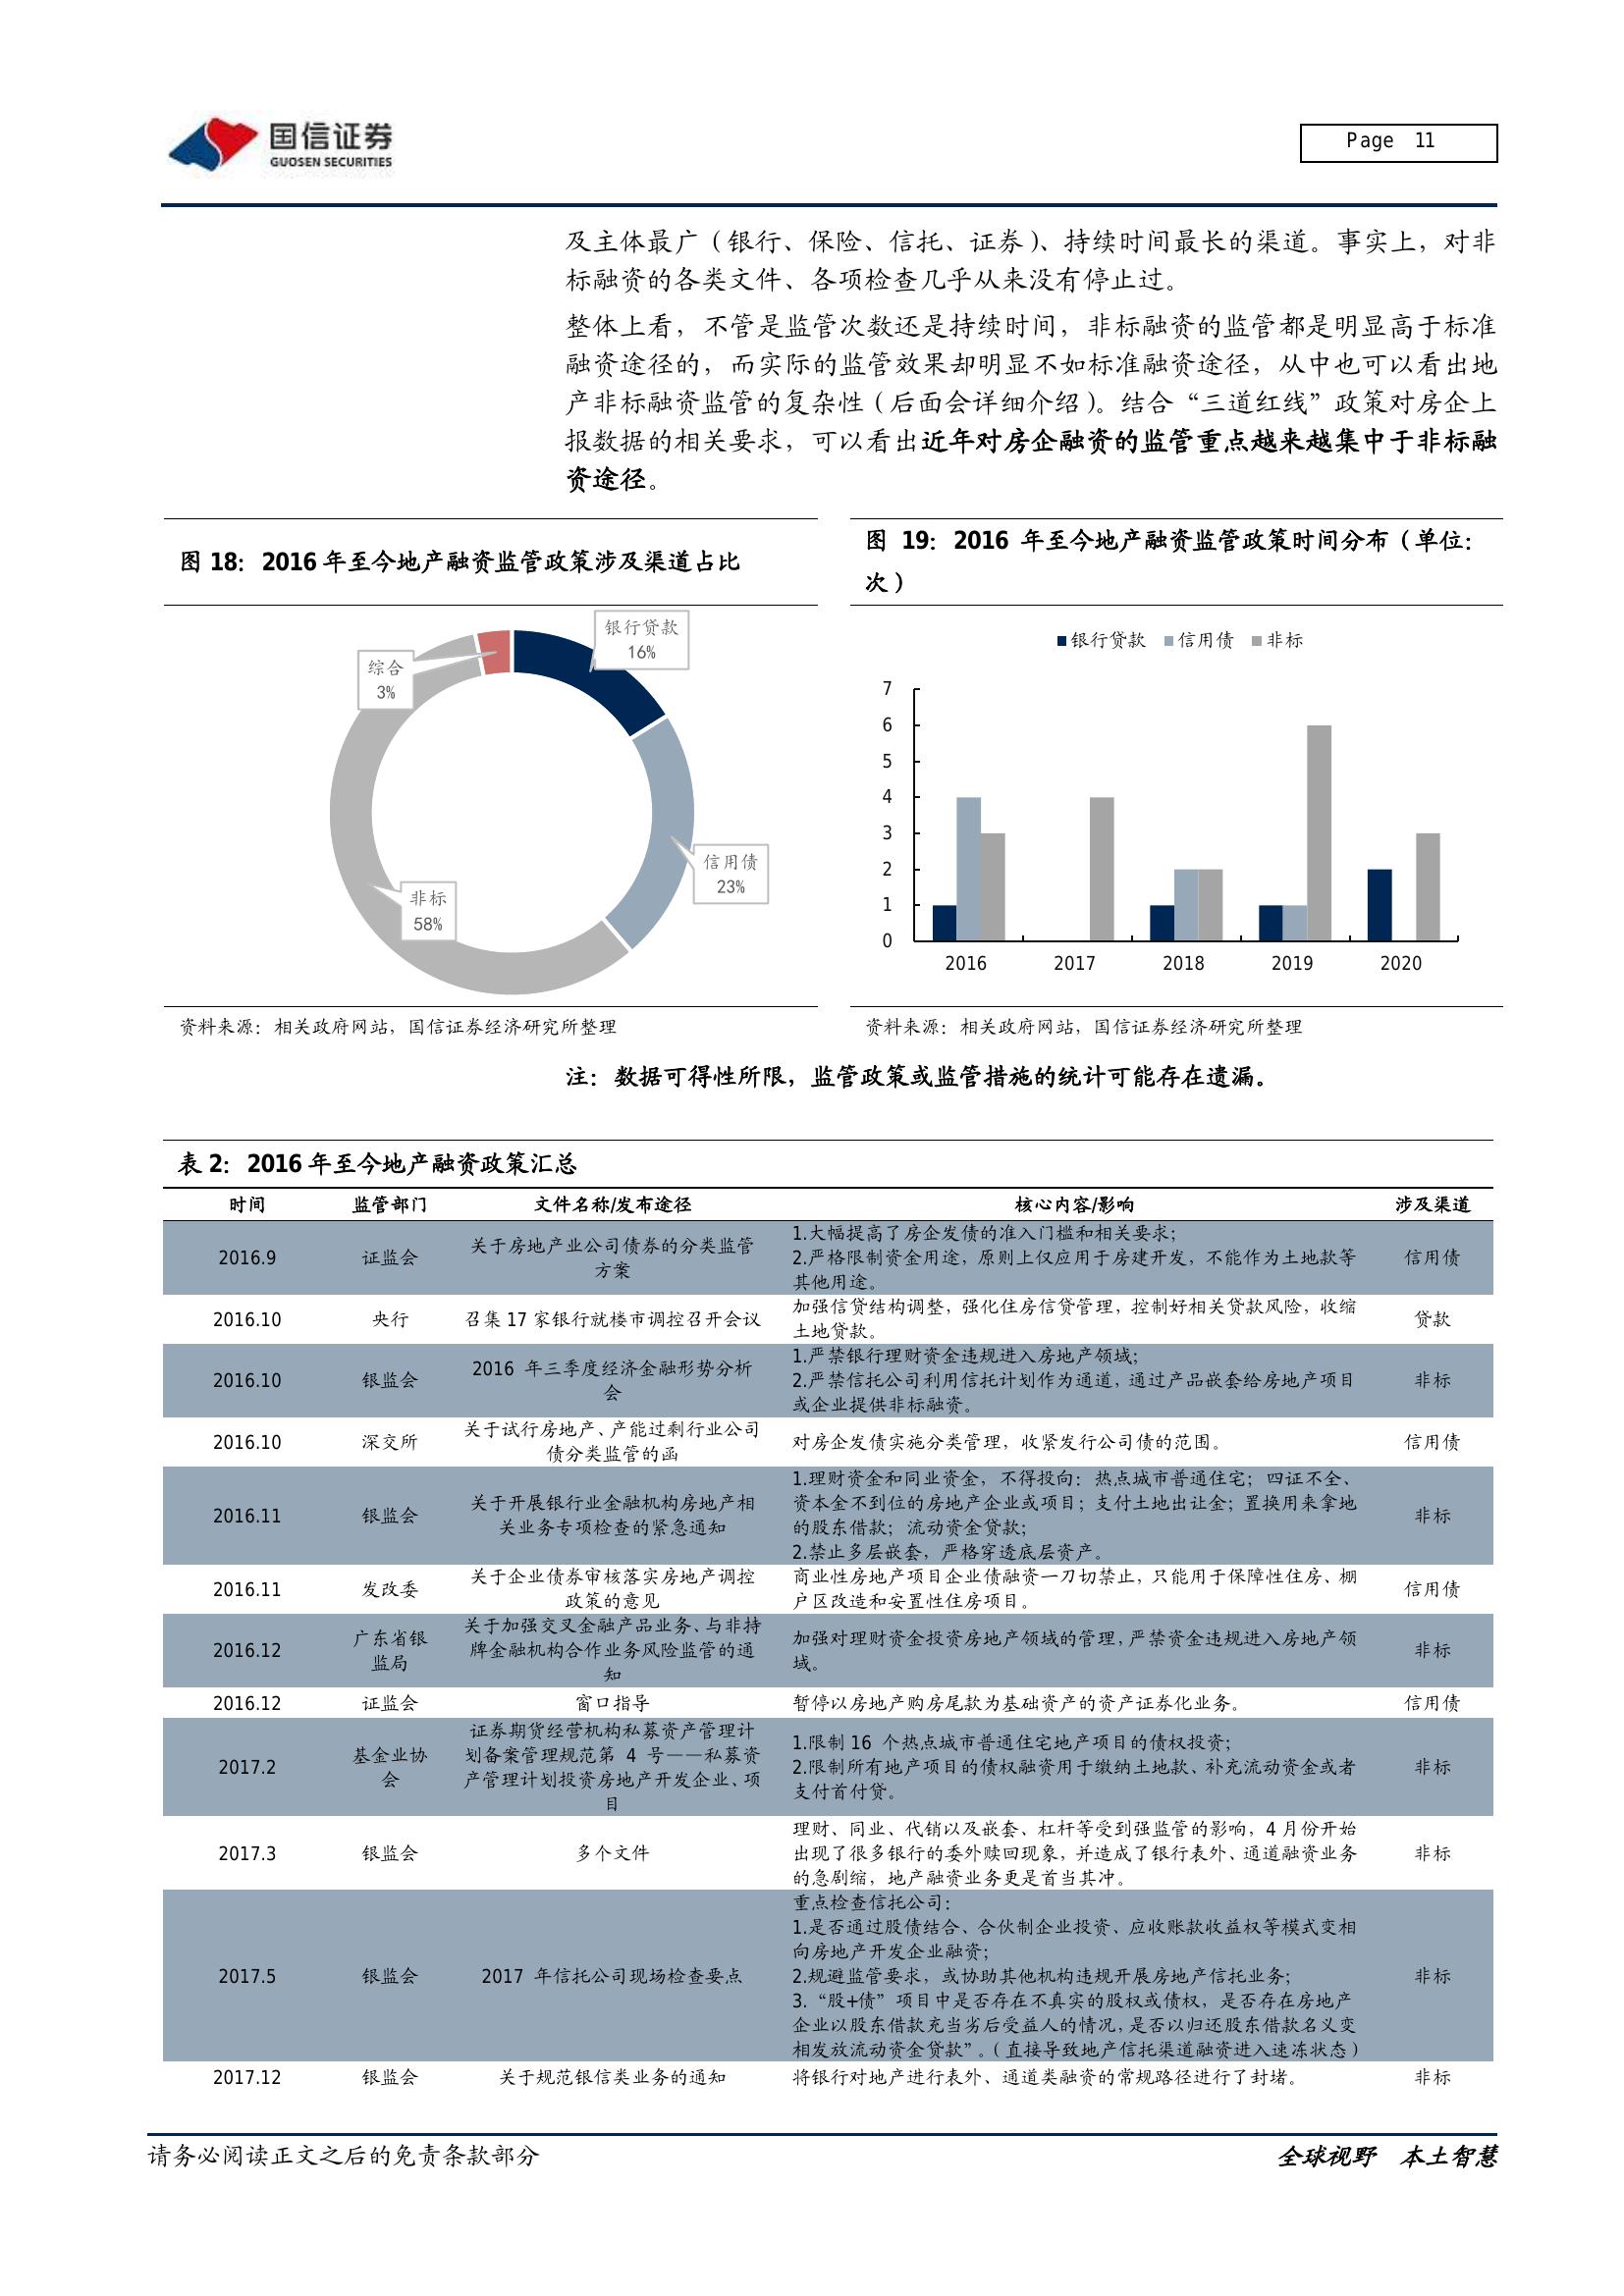 国信证券
GUOSEN SECURITIES
Page 11
及主体最广（银行、保险、信托、证券）、持续时间最长的渠道。事实上，对非
标融资的各类文件、各项检查几乎从来没有停止过。
整体上看，不管是监管次数还是持续时间，非标融资的监管都是明显高于标准
融资途径的，而实际的监管效果却明显不如标准融资途径，从中也可以看出地
产非标融资监管的复杂性（后面会详细介绍）。结合“三道红线”政策对房企上
报数据的相关要求，可以看出近年对房企融资的监管重点越来越集中于非标融
资途径。
图 18：2016 年至今地产融资监管政策涉及渠道占比
银行贷款
16%
综合
3%
信用债
23%
非标
58%
资料来源：相关政府网站，国信证券经济研究所整理
图 19：2016 年至今地产融资监管政策时间分布（单位：
次）
银行贷款 信用债 非标
7
6
5
4
3
2
1
0
2016 2017 2018 2019 2020
资料来源：相关政府网站，国信证券经济研究所整理
注：数据可得性所限，监管政策或监管措施的统计可能存在遗漏。
表 2：2016 年至今地产融资政策汇总
时间 监管部门 文件名称/发布途径 核心内容/影响 涉及渠道
2016.9 证监会
关于房地产业公司债券的分类监管
方案
1.大幅提高了房企发债的准入门槛和相关要求；
2.严格限制资金用途，原则上仅应用于房建开发，不能作为土地款等
其他用途。
信用债
2016.10 央行 召集 17 家银行就楼市调控召开会议
加强信贷结构调整，强化住房信贷管理，控制好相关贷款风险，收缩
土地贷款。
贷款
2016.10 银监会
2016 年三季度经济金融形势分析
会
1.严禁银行理财资金违规进入房地产领域；
2.严禁信托公司利用信托计划作为通道，通过产品嵌套给房地产项目
或企业提供非标融资。
非标
2016.10 深交所
关于试行房地产、产能过剩行业公司
债分类监管的函
对房企发债实施分类管理，收紧发行公司债的范围。
信用债
2016.11 银监会
关于开展银行业金融机构房地产相
关业务专项检查的紧急通知
1.理财资金和同业资金，不得投向：热点城市普通住宅；四证不全、
资本金不到位的房地产企业或项目；支付土地出让金；置换用来拿地
的股东借款；流动资金贷款；
2.禁止多层嵌套，严格穿透底层资产。
非标
2016.11 发改委
关于企业债券审核落实房地产调控
政策的意见
商业性房地产项目企业债融资一刀切禁止，只能用于保障性住房、棚
户区改造和安置性住房项目。
信用债
2016.12
广东省银
监局
关于加强交叉金融产品业务、与非持
牌金融机构合作业务风险监管的通
知
加强对理财资金投资房地产领域的管理，严禁资金违规进入房地产领
域。
非标
2016.12 证监会 窗口指导 暂停以房地产购房尾款为基础资产的资产证券化业务。 信用债
2017.2
基金业协
会
证券期货经营机构私募资产管理计
划备案管理规范第 4 号——私募资
产管理计划投资房地产开发企业、项
目
1.限制 16 个热点城市普通住宅地产项目的债权投资；
2.限制所有地产项目的债权融资用于缴纳土地款、补充流动资金或者
支付首付贷。
非标
2017.3 银监会 多个文件
理财、同业、代销以及嵌套、杠杆等受到强监管的影响，4 月份开始
出现了很多银行的委外赎回现象，并造成了银行表外、通道融资业务
的急剧缩，地产融资业务更是首当其冲。
非标
2017.5 银监会 2017 年信托公司现场检查要点
重点检查信托公司：
1.是否通过股债结合、合伙制企业投资、应收账款收益权等模式变相
向房地产开发企业融资；
2.规避监管要求，或协助其他机构违规开展房地产信托业务；
3.“股+债”项目中是否存在不真实的股权或债权，是否存在房地产
企业以股东借款充当劣后受益人的情况，是否以归还股东借款名义变
相发放流动资金贷款”。（直接导致地产信托渠道融资进入速冻状态）
非标
2017.12 银监会 关于规范银信类业务的通知 将银行对地产进行表外、通道类融资的常规路径进行了封堵。 非标
请务必阅读正文之后的免责条款部分
全球视野 本土智慧